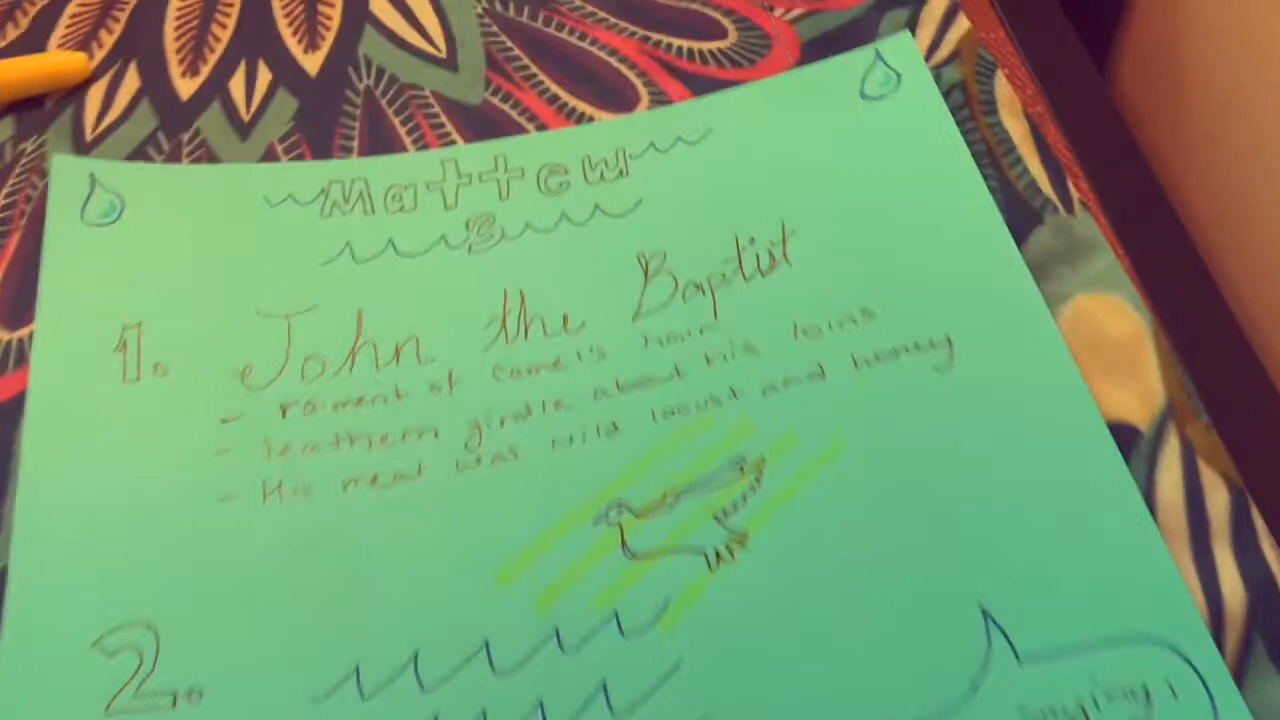 Mattew
3
1. John the Baptist
- raiment of camel's hair
- leathern girdle about his loins
- His meat was wild locust and honey
2.
saying,